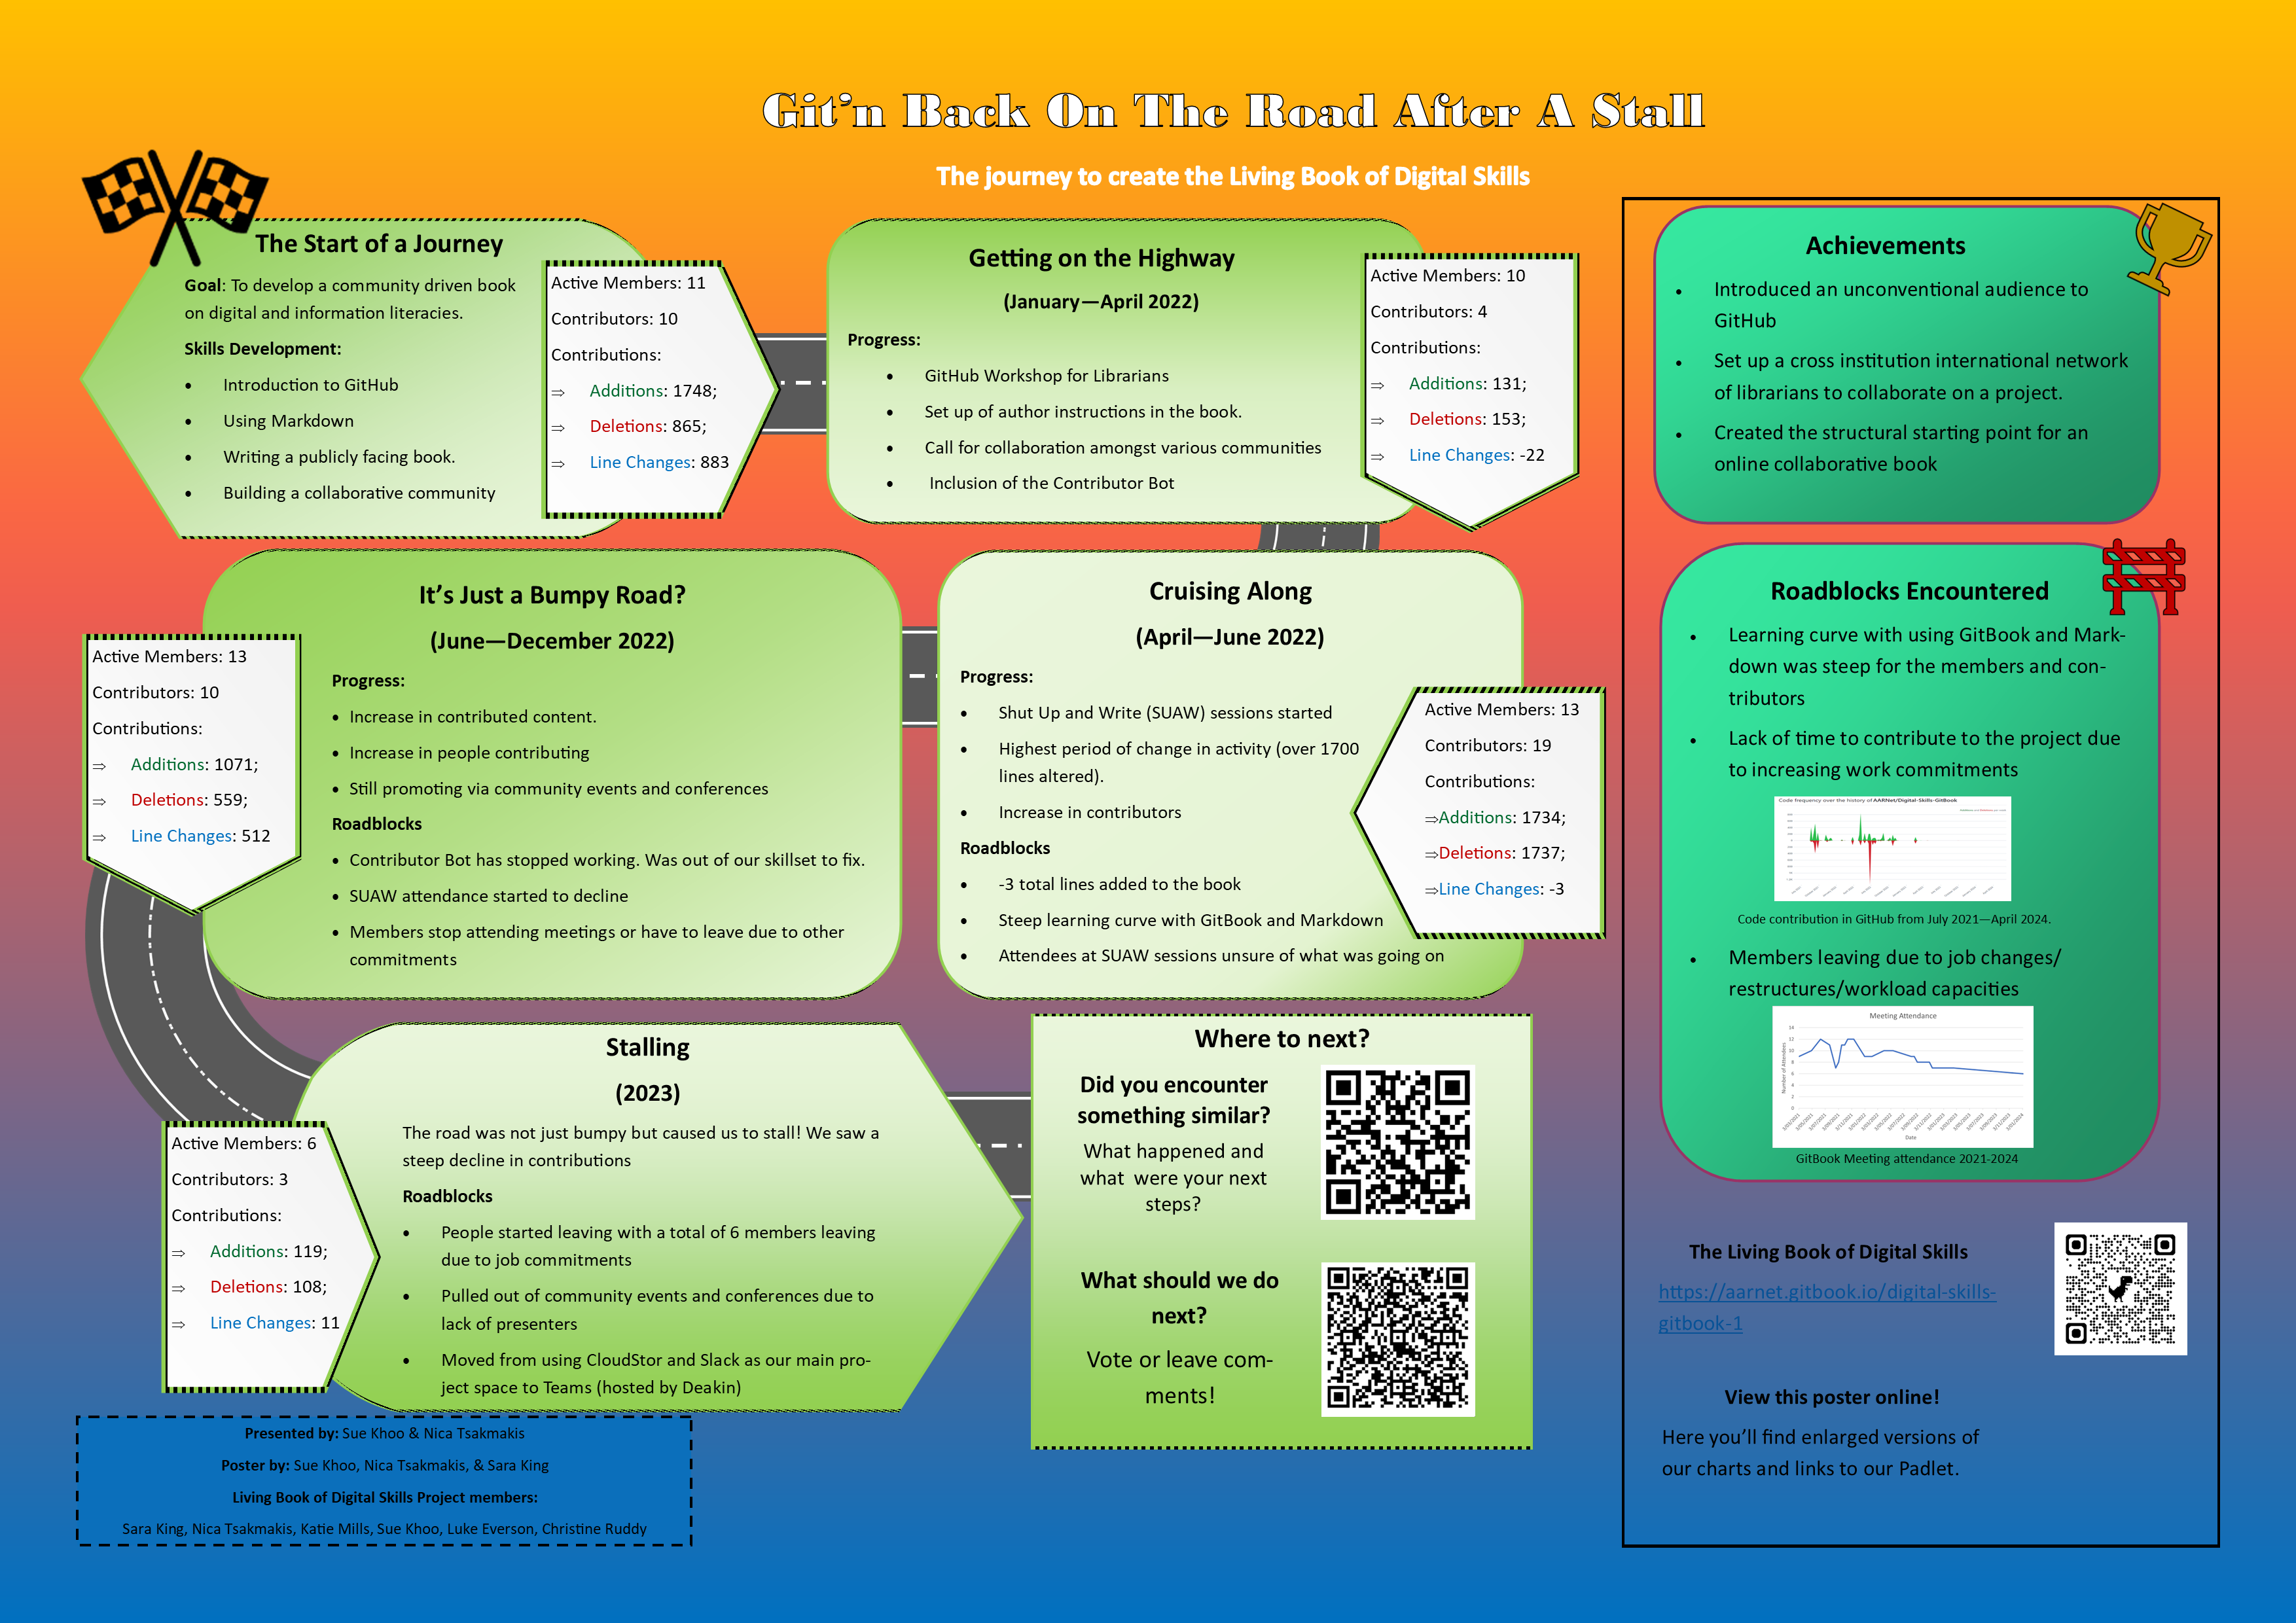 Git’n Back On The Road After A Stall
The journey to create the Living Book of Digital Skills
The Start of a Journey
Goal: To develop a community driven book
on digital and information literacies.
Skills Development:
• Introduction to GitHub
• Using Markdown
• Writing a publicly facing book.
• Building a collaborative community
Active Members: 11
Contributors: 10
Contributions:
⇒ Additions: 1748;
⇒ Deletions: 865;
⇒ Line Changes: 883
Getting on the Highway
(January—April 2022)
Progress:
• GitHub Workshop for Librarians
• Set up of author instructions in the book.
• Call for collaboration amongst various communities
• Inclusion of the Contributor Bot
Active Members: 10
Contributors: 4
Contributions:
⇒ Additions: 131;
⇒ Deletions: 153;
⇒ Line Changes: -22
Cruising Along
(April—June 2022)
Progress:
• Shut Up and Write (SUAW) sessions started
• Highest period of change in activity (over 1700
lines altered).
• Increase in contributors
Roadblocks
• -3 total lines added to the book
• Steep learning curve with GitBook and Markdown
• Attendees at SUAW sessions unsure of what was going on
Active Members: 13
Contributors: 19
Contributions:
⇒Additions: 1734;
⇒Deletions: 1737;
⇒Line Changes: -3
It’s Just a Bumpy Road?
(June—December 2022)
Progress:
• Increase in contributed content.
• Increase in people contributing
• Still promoting via community events and conferences
Roadblocks
• Contributor Bot has stopped working. Was out of our skillset to fix.
• SUAW attendance started to decline
• Members stop attending meetings or have to leave due to other
commitments
Active Members: 13
Contributors: 10
Contributions:
⇒ Additions: 1071;
⇒ Deletions: 559;
⇒ Line Changes: 512
Stalling
(2023)
The road was not just bumpy but caused us to stall! We saw a
steep decline in contributions
Roadblocks
• People started leaving with a total of 6 members leaving
due to job commitments
• Pulled out of community events and conferences due to
lack of presenters
• Moved from using CloudStor and Slack as our main pro-
ject space to Teams (hosted by Deakin)
Active Members: 6
Contributors: 3
Contributions:
⇒ Additions: 119;
⇒ Deletions: 108;
⇒ Line Changes: 11
Where to next?
Did you encounter
something similar?
What happened and
what were your next
steps?
What should we do
next?
Vote or leave com-
ments!
Presented by: Sue Khoo & Nica Tsakmakis
Poster by: Sue Khoo, Nica Tsakmakis, & Sara King
Living Book of Digital Skills Project members:
Sara King, Nica Tsakmakis, Katie Mills, Sue Khoo, Luke Everson, Christine Ruddy
Achievements
• Introduced an unconventional audience to
GitHub
• Set up a cross institution international network
of librarians to collaborate on a project.
• Created the structural starting point for an
online collaborative book
Roadblocks Encountered
• Learning curve with using GitBook and Mark-
down was steep for the members and con-
tributors
• Lack of time to contribute to the project due
to increasing work commitments
Code frequency over the history of AARNet/Digital-Skills-GitBook
Code contribution in GitHub from July 2021—April 2024.
• Members leaving due to job changes/
restructures/workload capacities
Meeting Attendance
Number of Attendees
14
12
10
8
6
4
2
0
Date
GitBook Meeting attendance 2021-2024
The Living Book of Digital Skills
https://aarnet.gitbook.io/digital-skills-
gitbook-1
View this poster online!
Here you’ll find enlarged versions of
our charts and links to our Padlet.